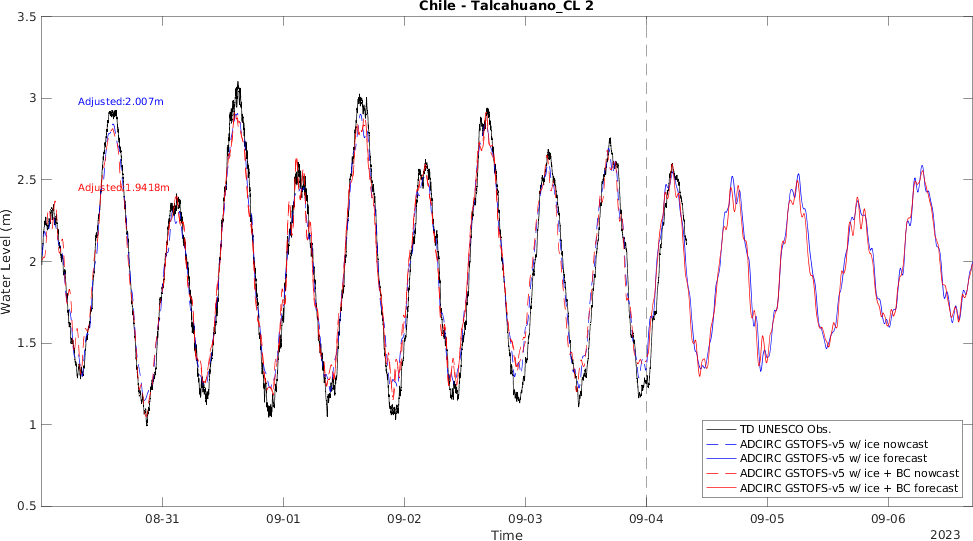 Chile - Talcahuano_CL 2
3.5
3
2.5
2
1.5
1
0.5
Water Level (m)
Adjusted:2.007m
Adjusted:1.9418m
TD UNESCO Obs.
ADCIRC GSTOFS-v5 w/ ice nowcast
ADCIRC GSTOFS-v5 w/ ice forecast
ADCIRC GSTOFS-v5 w/ ice + BC nowcast
ADCIRC GSTOFS-v5 w/ ice + BC forecast
08-31 09-01 09-02 09-03 09-04 09-05 09-06
Time
2023